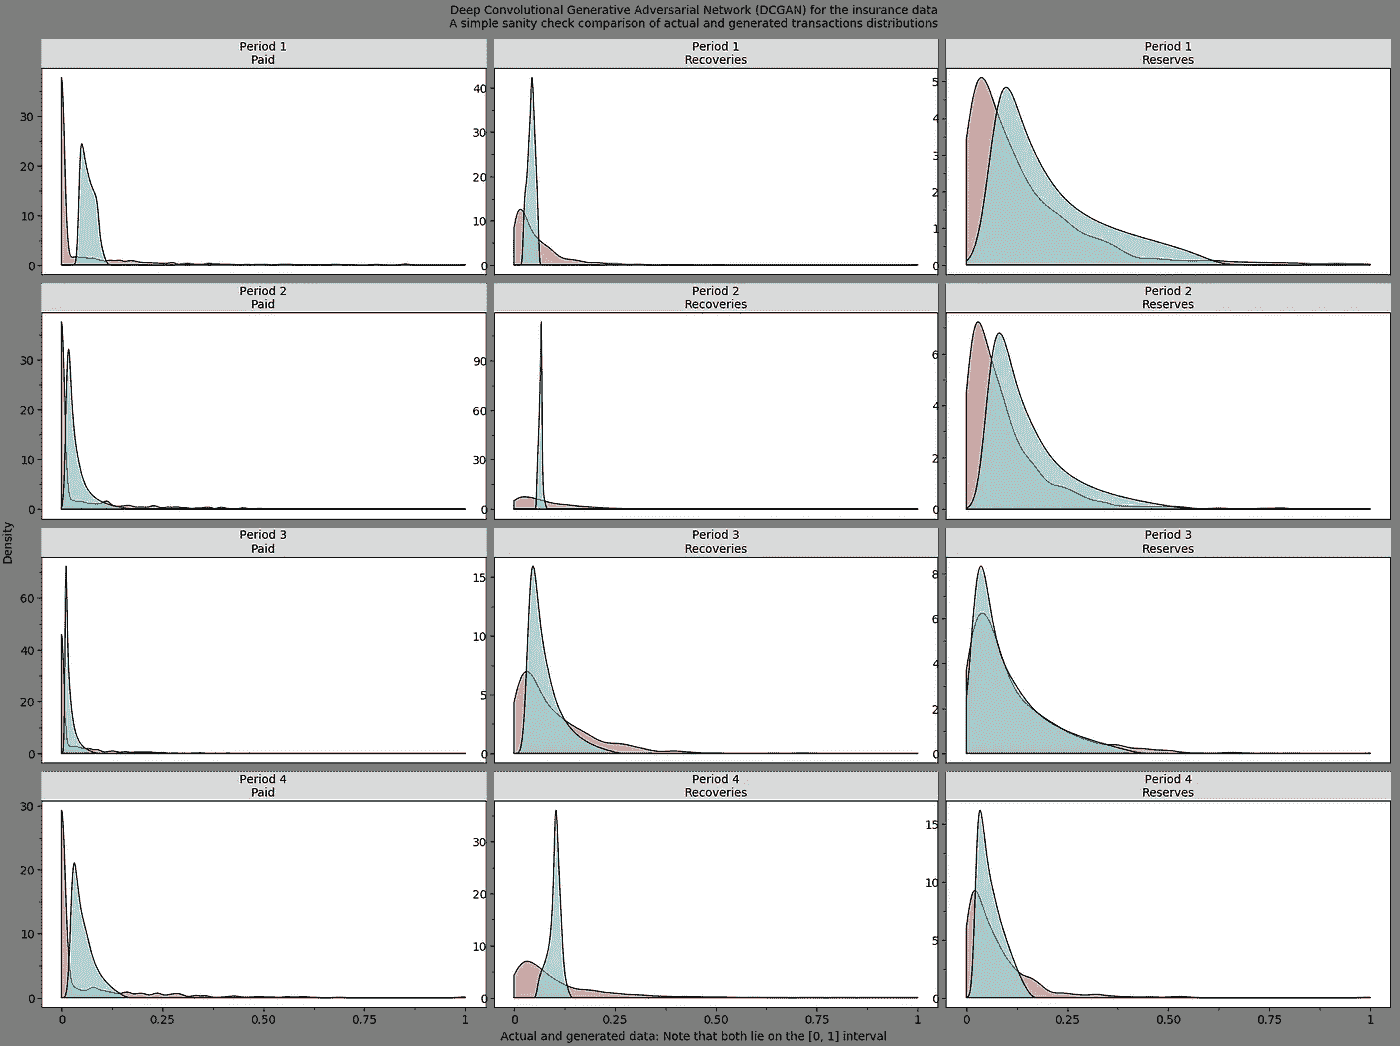 Deep Convolutional Generative Adversarial Network (DCGAN) for the insurance data
A simple sanity check comparison of actual and generated transactions distributions
Period 1 Period 1 Period 1
Paid Recoveries Reserves
30 20 10 0
40 30 20 10 0
5 4 3 2 1 0
Period 2 Period 2 Period 2
Paid Recoveries Reserves
30 20 10 0
90 60 30 0
6 4 2 0
Density
Period 3 Period 3 Period 3
Paid Recoveries Reserves
60 40 20 0
15 10 5 0
8 6 4 2 0
Period 4 Period 4 Period 4
Paid Recoveries Reserves
30 20 10 0
30 20 10 0
15 10 5 0
0 0.25 0.50 0.75 1 0 0.25 0.50 0.75 1 0 0.25 0.50 0.75 1
Actual and generated data: Note that both lie on the [0, 1] interval